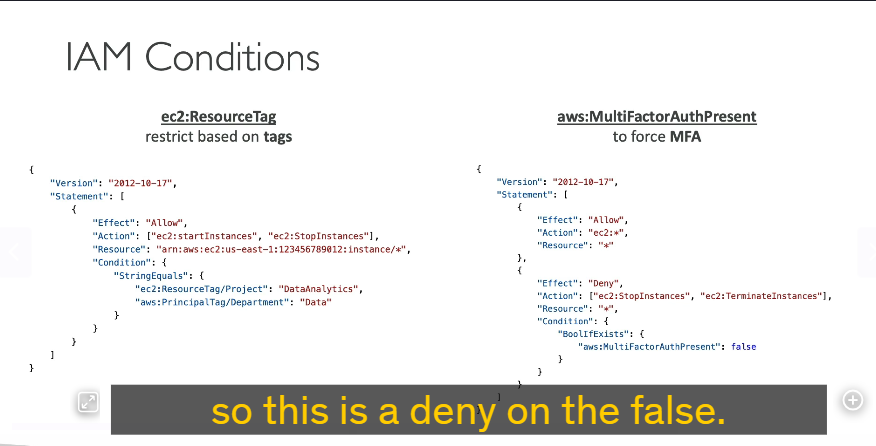 IAM Conditions
ec2:ResourceTag
restrict based on tags
{
"Version": "2012-10-17",
"Statement": [
{
"Effect": "Allow",
"Action": ["ec2:startInstances", "ec2:StopInstances"],
"Resource": "arn:aws:ec2:us-east-1:123456789012:instance/*",
"Condition": {
"StringEquals": {
"ec2:ResourceTag/Project": "DataAnalytics",
"aws:PrincipalTag/Department": "Data"
}
}
}
]
}
aws:MultiFactorAuthPresent
to force MFA
{
"Version": "2012-10-17",
"Statement": [
{
"Effect": "Allow",
"Action": "ec2:*",
"Resource": "*"
},
{
"Effect": "Deny",
"Action": ["ec2:StopInstances", "ec2:TerminateInstances"],
"Resource": "*",
"Condition": {
"BoolIfExists": {
"aws:MultiFactorAuthPresent": false
}
}
}
]
so this is a deny on the false.